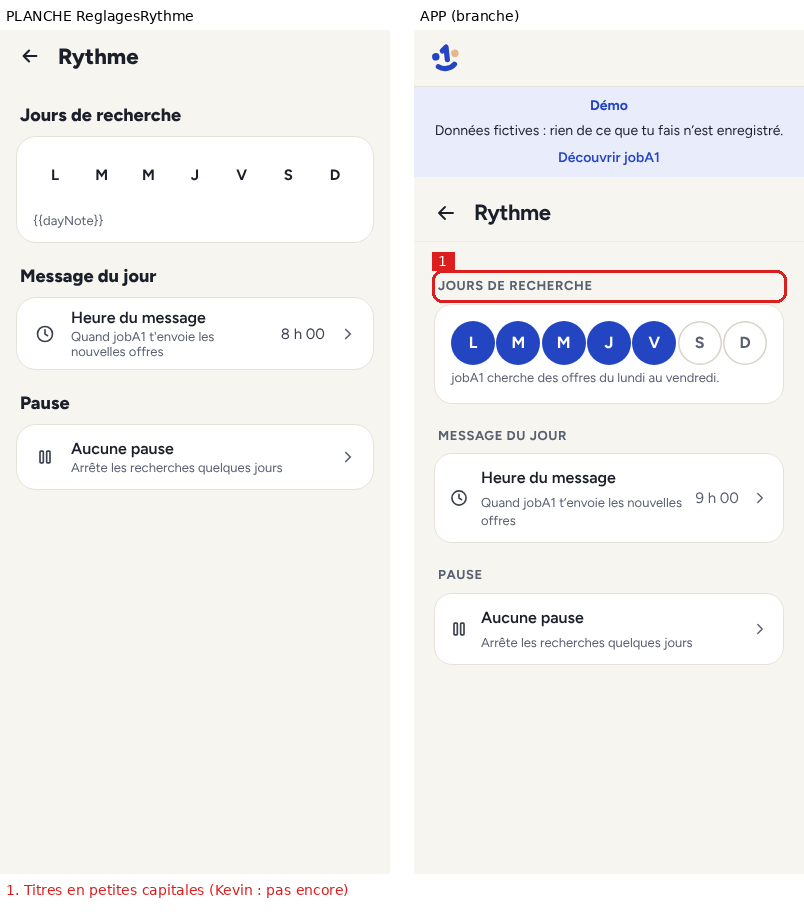 PLANCHE ReglagesRythme
Rythme
Jours de recherche
L M M J V S D
{{dayNote}}
Message du jour
Heure du message
Quand jobA1 t'envoie les
nouvelles offres
8 h 00
Pause
Aucune pause
Arrête les recherches quelques jours
APP (branche)
Démo
Données fictives : rien de ce que tu fais n’est enregistré.
Découvrir jobA1
Rythme
1
JOURS DE RECHERCHE
L M M J V S D
jobA1 cherche des offres du lundi au vendredi.
MESSAGE DU JOUR
Heure du message
Quand jobA1 t’envoie les nouvelles
offres
9 h 00
PAUSE
Aucune pause
Arrête les recherches quelques jours
1. Titres en petites capitales (Kevin : pas encore)